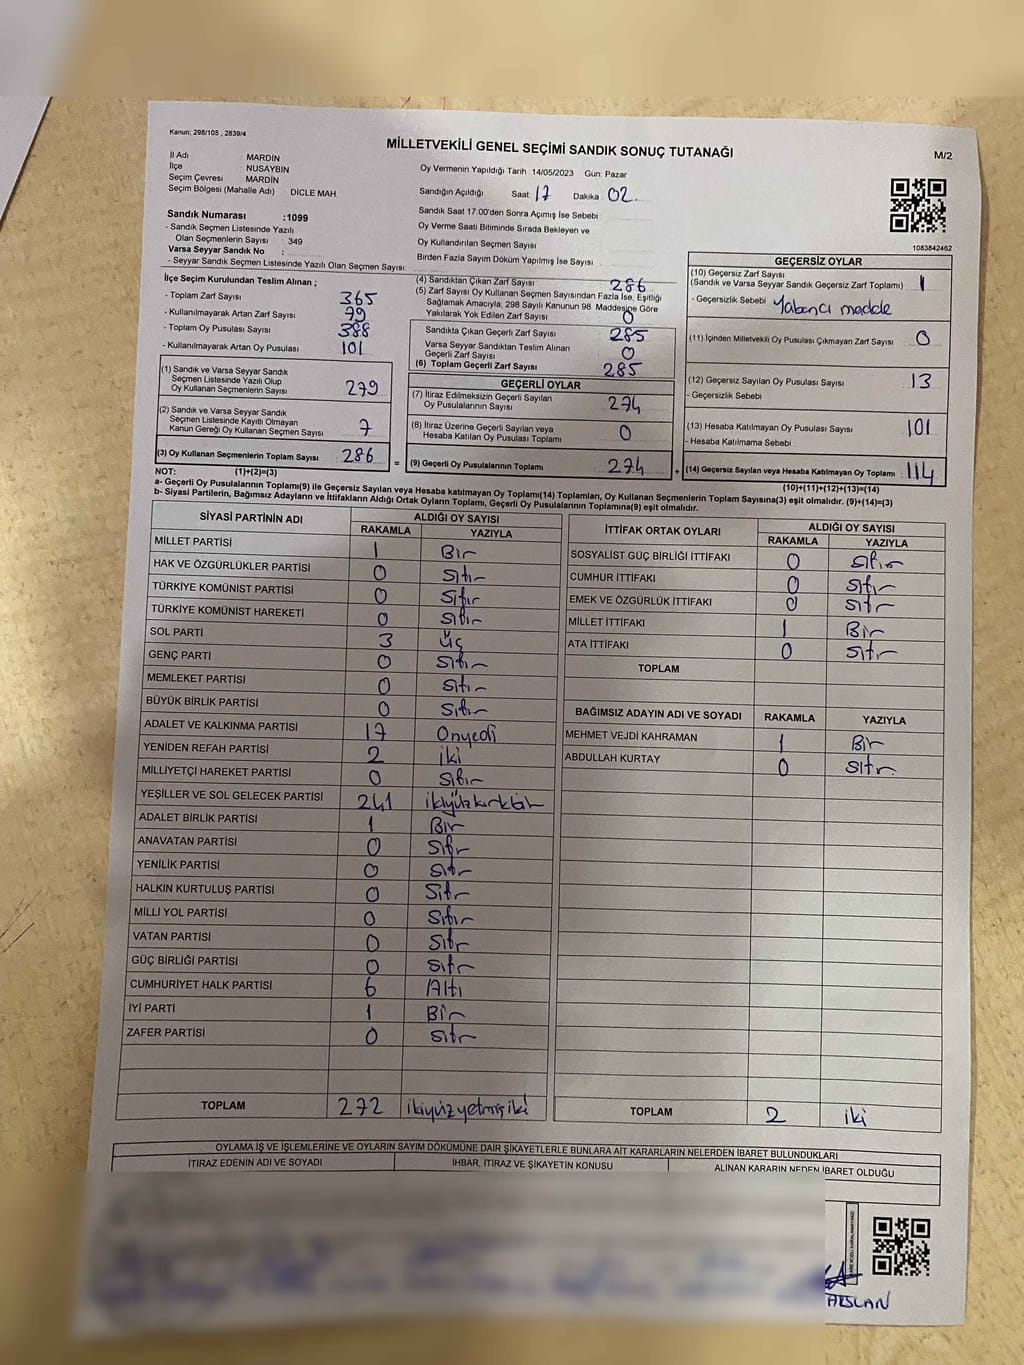 Kanun; 298/105 , 2839/4
MİLLETVEKİLİ GENEL SEÇİMİ SANDIK SONUÇ TUTANAĞI
M/2
İl Adı MARDİN
İlçe NUSAYBİN
Seçim Çevresi MARDİN
Seçim Bölgesi (Mahalle Adı) DİCLE MAH.
Oy Vermenin Yapıldığı Tarih 14/05/2023 Gün: Pazar
Sandığın Açıldığı Saat: 17 Dakika 02.
Sandık Saat 17.00'den Sonra Açımış İse Sebebi
Oy Verme Saati Bitiminde Sırada Bekleyen ve
Oy Kullandırılan Seçmen Sayısı
Birden Fazla Sayım Döküm Yapılmış İse Sayısı
1083842462
Sandık Numarası :1099
- Sandık Seçmen Listesinde Yazılı
Olan Seçmenlerin Sayısı : 349
Varsa Seyyar Sandık No :
- Seyyar Sandık Seçmen Listesinde Yazılı Olan Seçmen Sayısı:
İlçe Seçim Kurulundan Teslim Alınan ;
- Toplam Zarf Sayısı 365
- Kullanılmayarak Artan Zarf Sayısı 79
- Toplam Oy Pusulası Sayısı 388
- Kullanılmayarak Artan Oy Pusulası 101
(1) Sandık ve Varsa Seyyar Sandık
Seçmen Listesinde Yazılı Olup
Oy Kullanan Seçmenlerin Sayısı 279
(2) Sandık ve Varsa Seyyar Sandık
Seçmen Listesinde Kayıtlı Olmayan
Kanun Gereği Oy Kullanan Seçmen Sayısı 7
(3) Oy Kullanan Seçmenlerin Toplam Sayısı 286
(4) Sandıktan Çıkan Zarf Sayısı 286
(5) Zarf Sayısı Oy Kullanan Seçmen Sayısından Fazla İse, Eşitliği
Sağlamak Amacıyla, 298 Sayılı Kanunun 98 Maddesine Göre
Yakılarak Yok Edilen Zarf Sayısı 0
Sandıkta Çıkan Geçerli Zarf Sayısı 285
Varsa Seyyar Sandıktan Teslim Alınan
Geçerli Zarf Sayısı 0
(6) Toplam Geçerli Zarf Sayısı 285
GEÇERLİ OYLAR
(7) İtiraz Edilmeksizin Geçerli Sayılan
Oy Pusulalarının Sayısı 274
(8) İtiraz Üzerine Geçerli Sayılan veya
Hesaba Katılan Oy Pusulası Toplamı 0
= (9) Geçerli Oy Pusulalarının Toplamı 274
GEÇERSİZ OYLAR
(10) Geçersiz Zarf Sayısı
(Sandık ve Varsa Seyyar Sandık Geçersiz Zarf Toplamı) 1
- Geçersizlik Sebebi Yabancı madde
(11) İçinden Milletvekili Oy Pusulası Çıkmayan Zarf Sayısı 0
(12) Geçersiz Sayılan Oy Pusulası Sayısı 13
- Geçersizlik Sebebi
(13) Hesaba Katılmayan Oy Pusulası Sayısı 101
- Hesaba Katılmama Sebebi
+ (14) Geçersiz Sayılan veya Hesaba Katılmayan Oy Toplamı 114
NOT: (1)+(2)=(3)
(10)+(11)+(12)+(13)=(14)
a- Geçerli Oy Pusulalarının Toplamı(9) ile Geçersiz Sayılan veya Hesaba katılmayan Oy Toplamı(14) Toplamları, Oy Kullanan Seçmenlerin Toplam Sayısına(3) eşit olmalıdır. (9)+(14)=(3)
b- Siyasi Partilerin, Bağımsız Adayların ve İttifakların Aldığı Ortak Oyların Toplamı, Geçerli Oy Pusulalarının Toplamına(9) eşit olmalıdır.
SİYASİ PARTİNİN ADI ALDIĞI OY SAYISI
RAKAMLA YAZIYLA
MİLLET PARTİSİ 1 Bir
HAK VE ÖZGÜRLÜKLER PARTİSİ 0 Sıfır
TÜRKİYE KOMÜNİST PARTİSİ 0 Sıfır
TÜRKİYE KOMÜNİST HAREKETİ 0 Sıfır
SOL PARTİ 3 Üç
GENÇ PARTİ 0 Sıfır
MEMLEKET PARTİSİ 0 Sıfır
BÜYÜK BİRLİK PARTİSİ 0 Sıfır
ADALET VE KALKINMA PARTİSİ 17 Onyedi
YENİDEN REFAH PARTİSİ 2 iki
MİLLİYETÇİ HAREKET PARTİSİ 0 Sıfır
YEŞİLLER VE SOL GELECEK PARTİSİ 241 ikiyüzkırkbir
ADALET BİRLİK PARTİSİ 1 Bir
ANAVATAN PARTİSİ 0 Sıfır
YENİLİK PARTİSİ 0 Sıfır
HALKIN KURTULUŞ PARTİSİ 0 Sıfır
MİLLİ YOL PARTİSİ 0 Sıfır
VATAN PARTİSİ 0 Sıfır
GÜÇ BİRLİĞİ PARTİSİ 0 Sıfır
CUMHURİYET HALK PARTİSİ 6 Altı
İYİ PARTİ 1 Bir
ZAFER PARTİSİ 0 Sıfır
TOPLAM 272 ikiyüzyetmişiki
İTTİFAK ORTAK OYLARI ALDIĞI OY SAYISI
RAKAMLA YAZIYLA
SOSYALİST GÜÇ BİRLİĞİ İTTİFAKI 0 Sıfır
CUMHUR İTTİFAKI 0 Sıfır
EMEK VE ÖZGÜRLÜK İTTİFAKI 0 Sıfır
MİLLET İTTİFAKI 1 Bir
ATA İTTİFAKI 0 Sıfır
TOPLAM
BAĞIMSIZ ADAYIN ADI VE SOYADI RAKAMLA YAZIYLA
MEHMET VEJDİ KAHRAMAN 1 Bir
ABDULLAH KURTAY 0 Sıfır
TOPLAM 2 iki
OYLAMA İŞ VE İŞLEMLERİNE VE OYLARIN SAYIM DÖKÜMÜNE DAİR ŞİKAYETLERLE BUNLARA AİT KARARLARIN NELERDEN İBARET BULUNDUKLARI
İTİRAZ EDENİN ADI VE SOYADI İHBAR, İTİRAZ VE ŞİKAYETİN KONUSU ALINAN KARARIN NEDEN İBARET OLDUĞU
ARSLAN